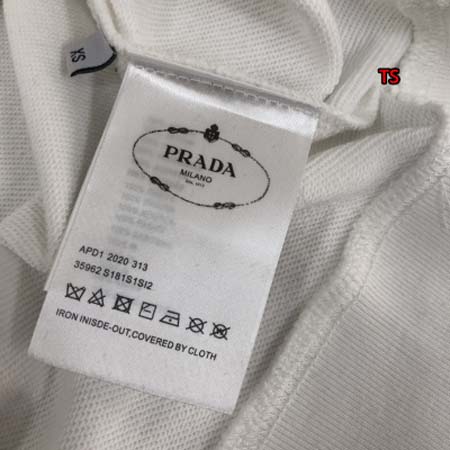 XS
TS
PRADA
MILANO
APD1 2020 313
35962 S181S1SI2
IRON INISDE-OUT,COVERED BY CLOTH